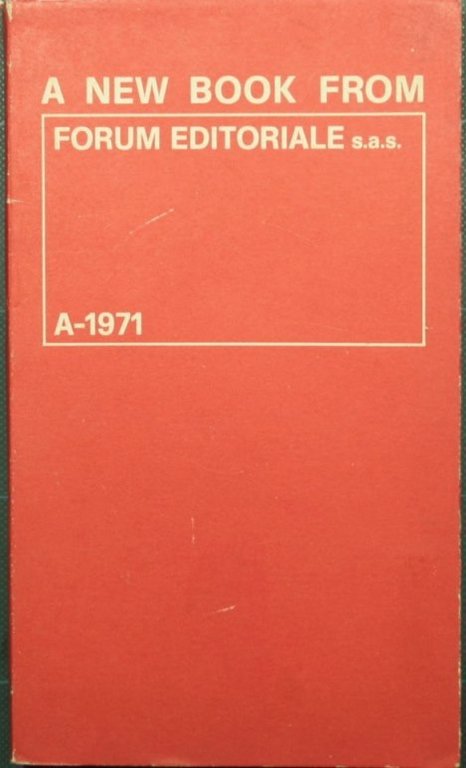 A NEW BOOK FROM
FORUM EDITORIALE s.a.s.
A-1971